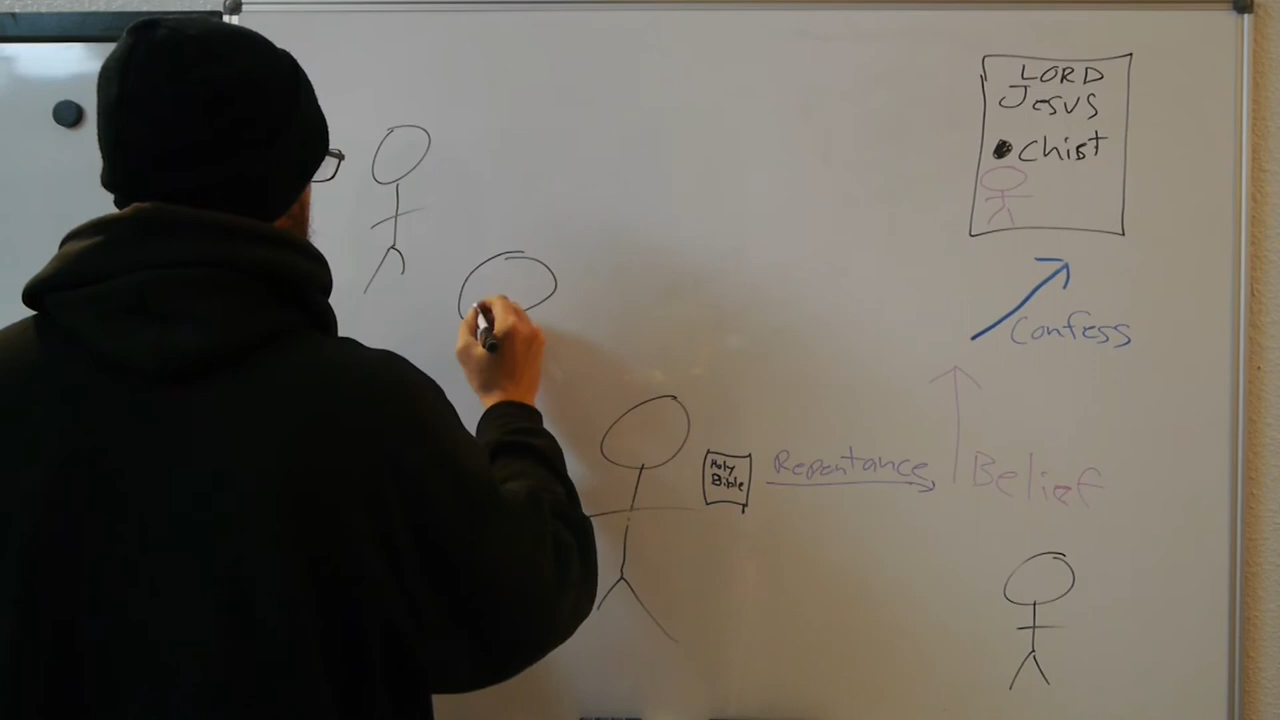 LORD
Jesus
Chist
Confess
Holy
Bible
Repentance
Belief